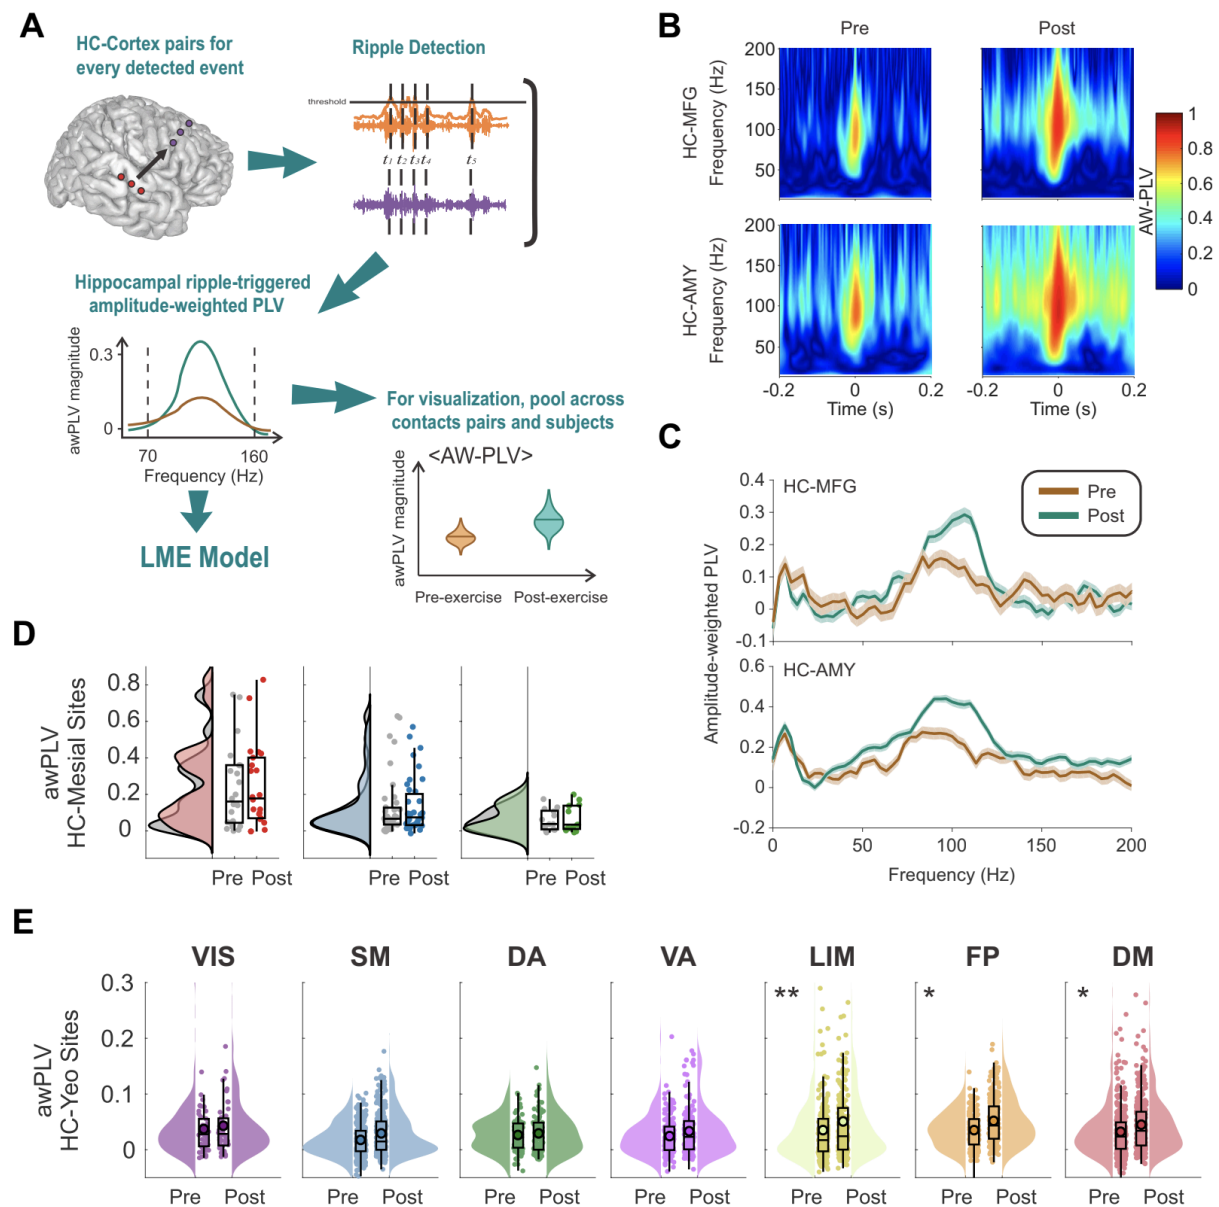 A
HC-Cortex pairs for
every detected event
Ripple Detection
threshold
t1 t2 t3 t4 t5
Hippocampal ripple-triggered
amplitude-weighted PLV
awPLV magnitude
0.3
0
70 160
Frequency (Hz)
LME Model
For visualization, pool across
contacts pairs and subjects
<AW-PLV>
awPLV magnitude
Pre-exercise Post-exercise
B
Pre Post
HC-MFG
Frequency (Hz)
200
150
100
50
HC-AMY
Frequency (Hz)
200
150
100
50
-0.2 0 0.2
Time (s)
-0.2 0 0.2
Time (s)
AW-PLV
1
0.8
0.6
0.4
0.2
0
C
Amplitude-weighted PLV
HC-MFG
Pre
Post
0.4
0.3
0.2
0.1
0
-0.1
HC-AMY
0.6
0.4
0.2
0
-0.2
0 50 100 150 200
Frequency (Hz)
D
awPLV
HC-Mesial Sites
0.8
0.6
0.4
0.2
0
Pre Post
Pre Post
Pre Post
E
awPLV
HC-Yeo Sites
0.3
0.2
0.1
0
VIS SM DA VA LIM FP DM
** * *
Pre Post
Pre Post
Pre Post
Pre Post
Pre Post
Pre Post
Pre Post